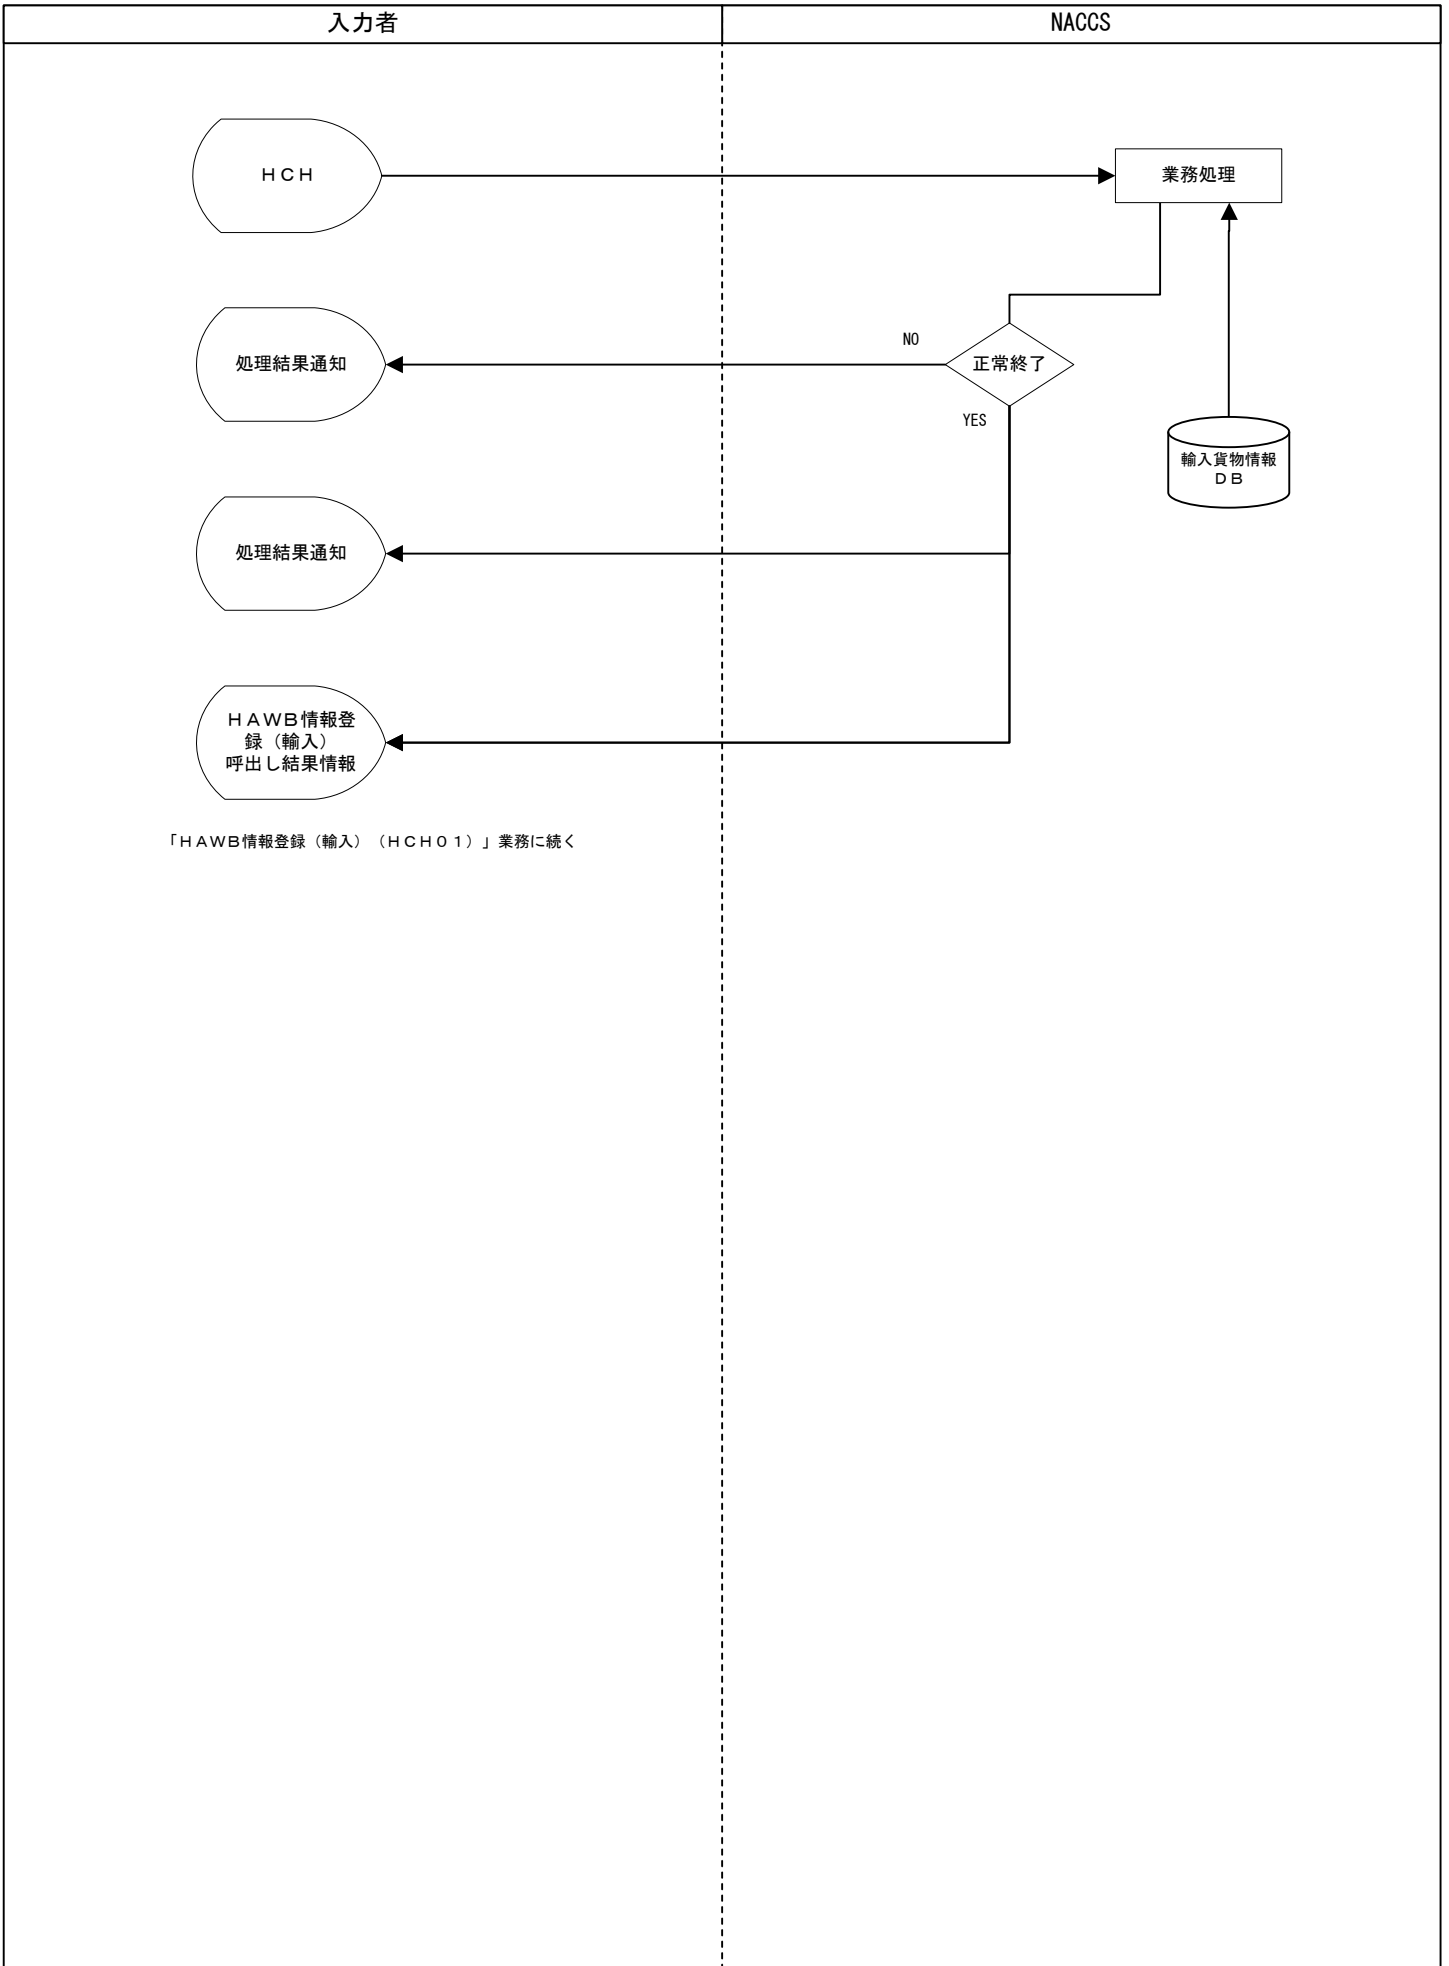 入力者
NACCS
ＨＣＨ
業務処理
NO
処理結果通知
正常終了
YES
輸入貨物情報
ＤＢ
処理結果通知
ＨＡＷＢ情報登
録（輸入）
呼出し結果情報
「ＨＡＷＢ情報登録（輸入）（ＨＣＨ０１）」業務に続く